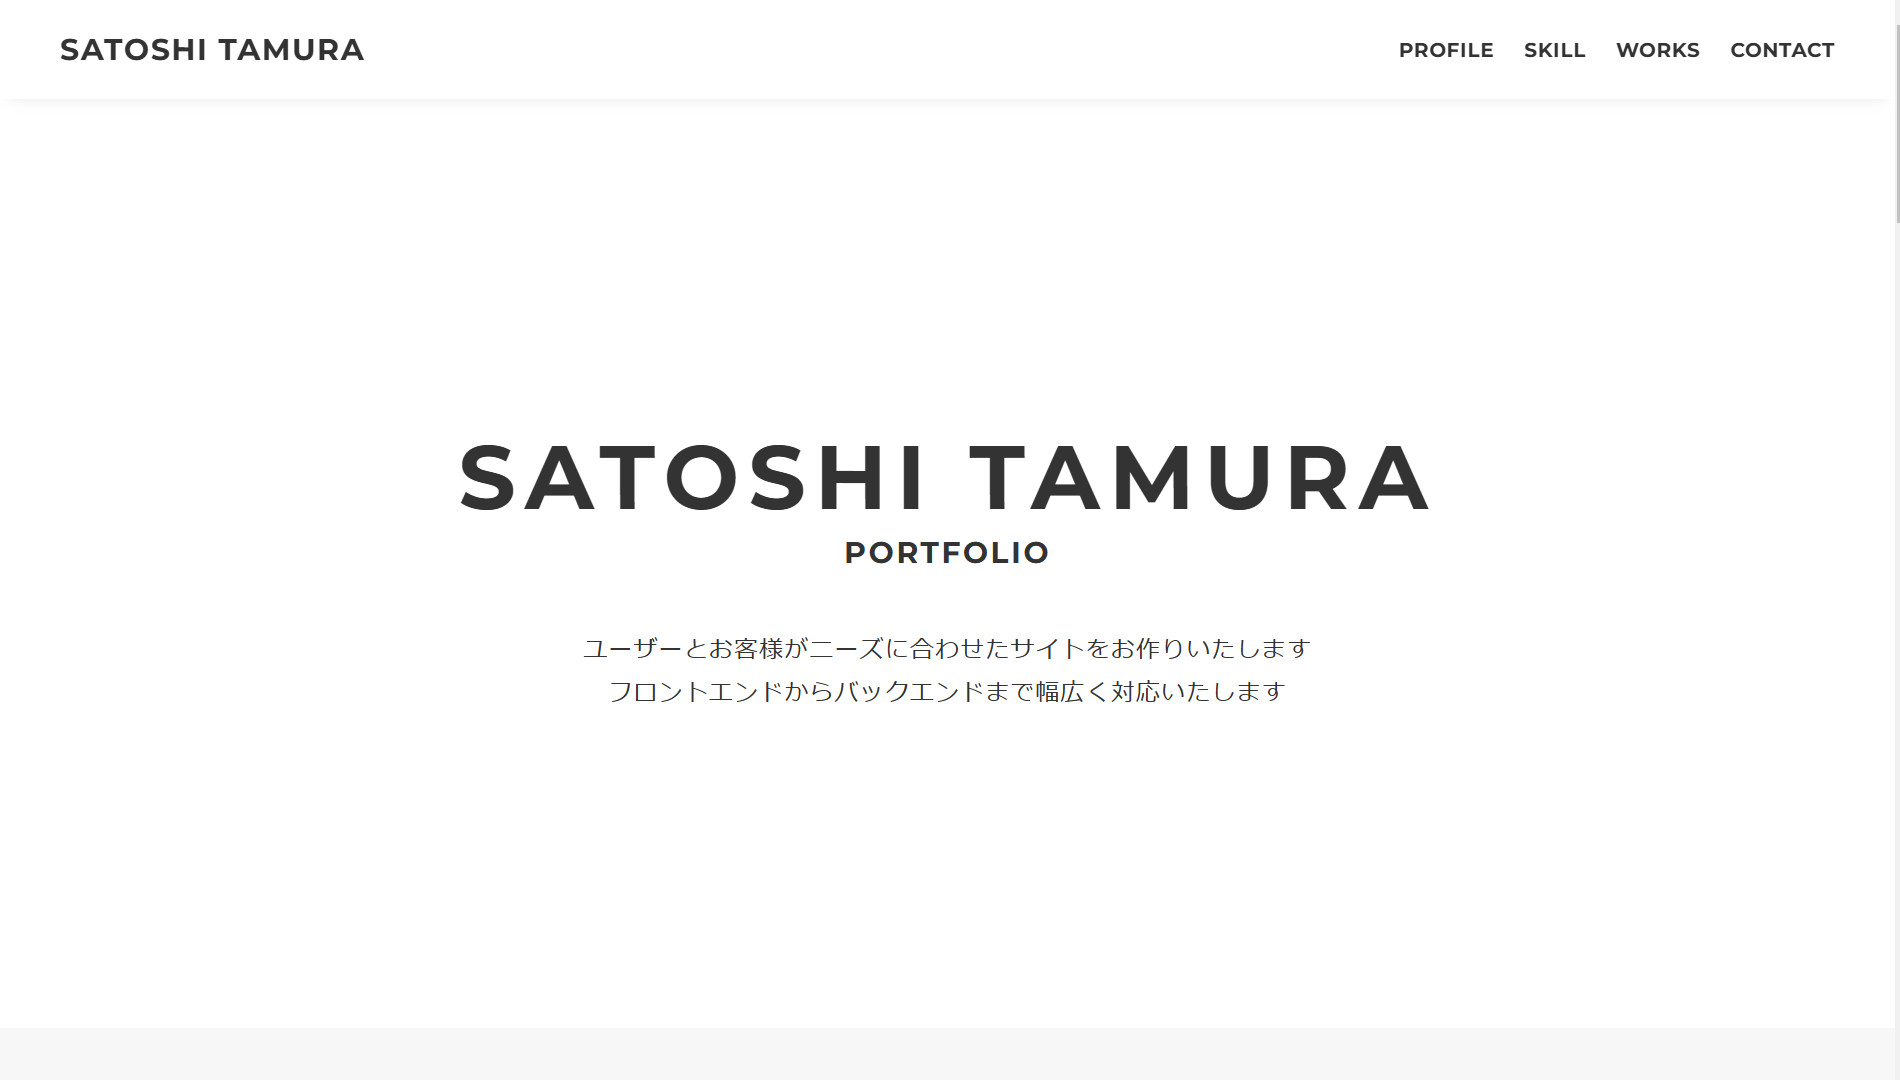 SATOSHI TAMURA
PROFILE SKILL WORKS CONTACT
SATOSHI TAMURA
PORTFOLIO
ユーザーとお客様がニーズに合わせたサイトをお作りいたします
フロントエンドからバックエンドまで幅広く対応いたします